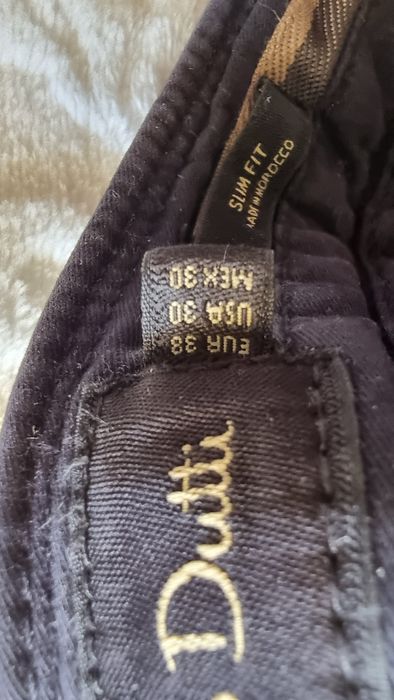 SLIM FIT
MADE IN MOROCCO
EUR 38
USA 30
MEX 30
Dutti